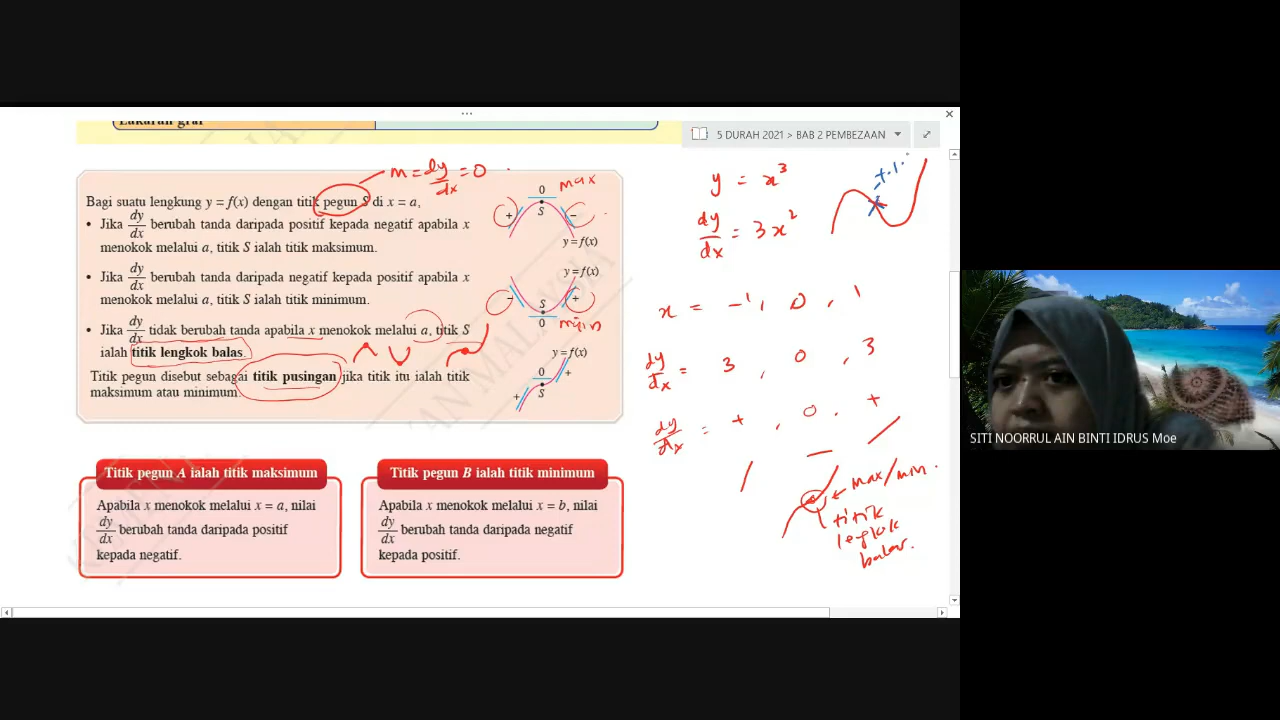 Lakaran graf
5 DURAH 2021 > BAB 2 PEMBEZAAN
m = dy/dx = 0
Bagi suatu lengkung y = f(x) dengan titik pegun S di x = a,
• Jika dy/dx berubah tanda daripada positif kepada negatif apabila x
menokok melalui a, titik S ialah titik maksimum.
• Jika dy/dx berubah tanda daripada negatif kepada positif apabila x
menokok melalui a, titik S ialah titik minimum.
• Jika dy/dx tidak berubah tanda apabila x menokok melalui a, titik S
ialah titik lengkok balas.
Titik pegun disebut sebagai titik pusingan jika titik itu ialah titik
maksimum atau minimum.
0 max
+ S –
y = f(x)
y = f(x)
– S +
0 min
y = f(x)
0
+ S +
Titik pegun A ialah titik maksimum
Apabila x menokok melalui x = a, nilai
dy/dx berubah tanda daripada positif
kepada negatif.
Titik pegun B ialah titik minimum
Apabila x menokok melalui x = b, nilai
dy/dx berubah tanda daripada negatif
kepada positif.
y = x³
dy/dx = 3x²
x = -1, 0, 1
dy/dx = 3, 0, 3
dy/dx = +, 0, +
max/min.
titik
lengkok
balas.
SITI NOORRUL AIN BINTI IDRUS Moe